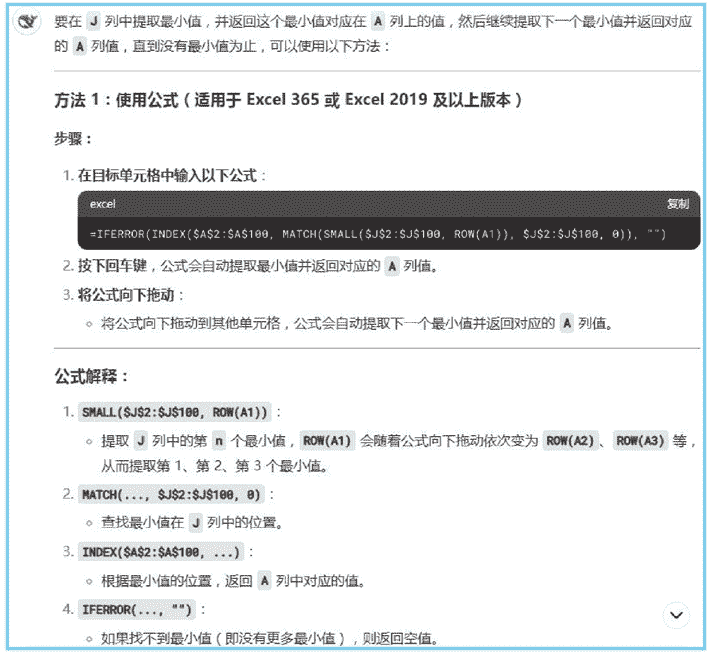 要在 J 列中提取最小值，并返回这个最小值对应在 A 列上的值，然后继续提取下一个最小值并返回对应
的 A 列值，直到没有最小值为止，可以使用以下方法：
方法 1：使用公式（适用于 Excel 365 或 Excel 2019 及以上版本）
步骤：
1. 在目标单元格中输入以下公式：
excel 复制
=IFERROR(INDEX($A$2:$A$100, MATCH(SMALL($J$2:$J$100, ROW(A1)), $J$2:$J$100, 0)), "")
2. 按下回车键，公式会自动提取最小值并返回对应的 A 列值。
3. 将公式向下拖动：
将公式向下拖动到其他单元格，公式会自动提取下一个最小值并返回对应的 A 列值。
公式解释：
1. SMALL($J$2:$J$100, ROW(A1))：
提取 J 列中的第 n 个最小值，ROW(A1) 会随着公式向下拖动依次变为 ROW(A2)、ROW(A3) 等，
从而提取第 1、第 2、第 3 个最小值。
2. MATCH(..., $J$2:$J$100, 0)：
查找最小值在 J 列中的位置。
3. INDEX($A$2:$A$100, ...)：
根据最小值的位置，返回 A 列中对应的值。
4. IFERROR(..., "")：
如果找不到最小值（即没有更多最小值），则返回空值。